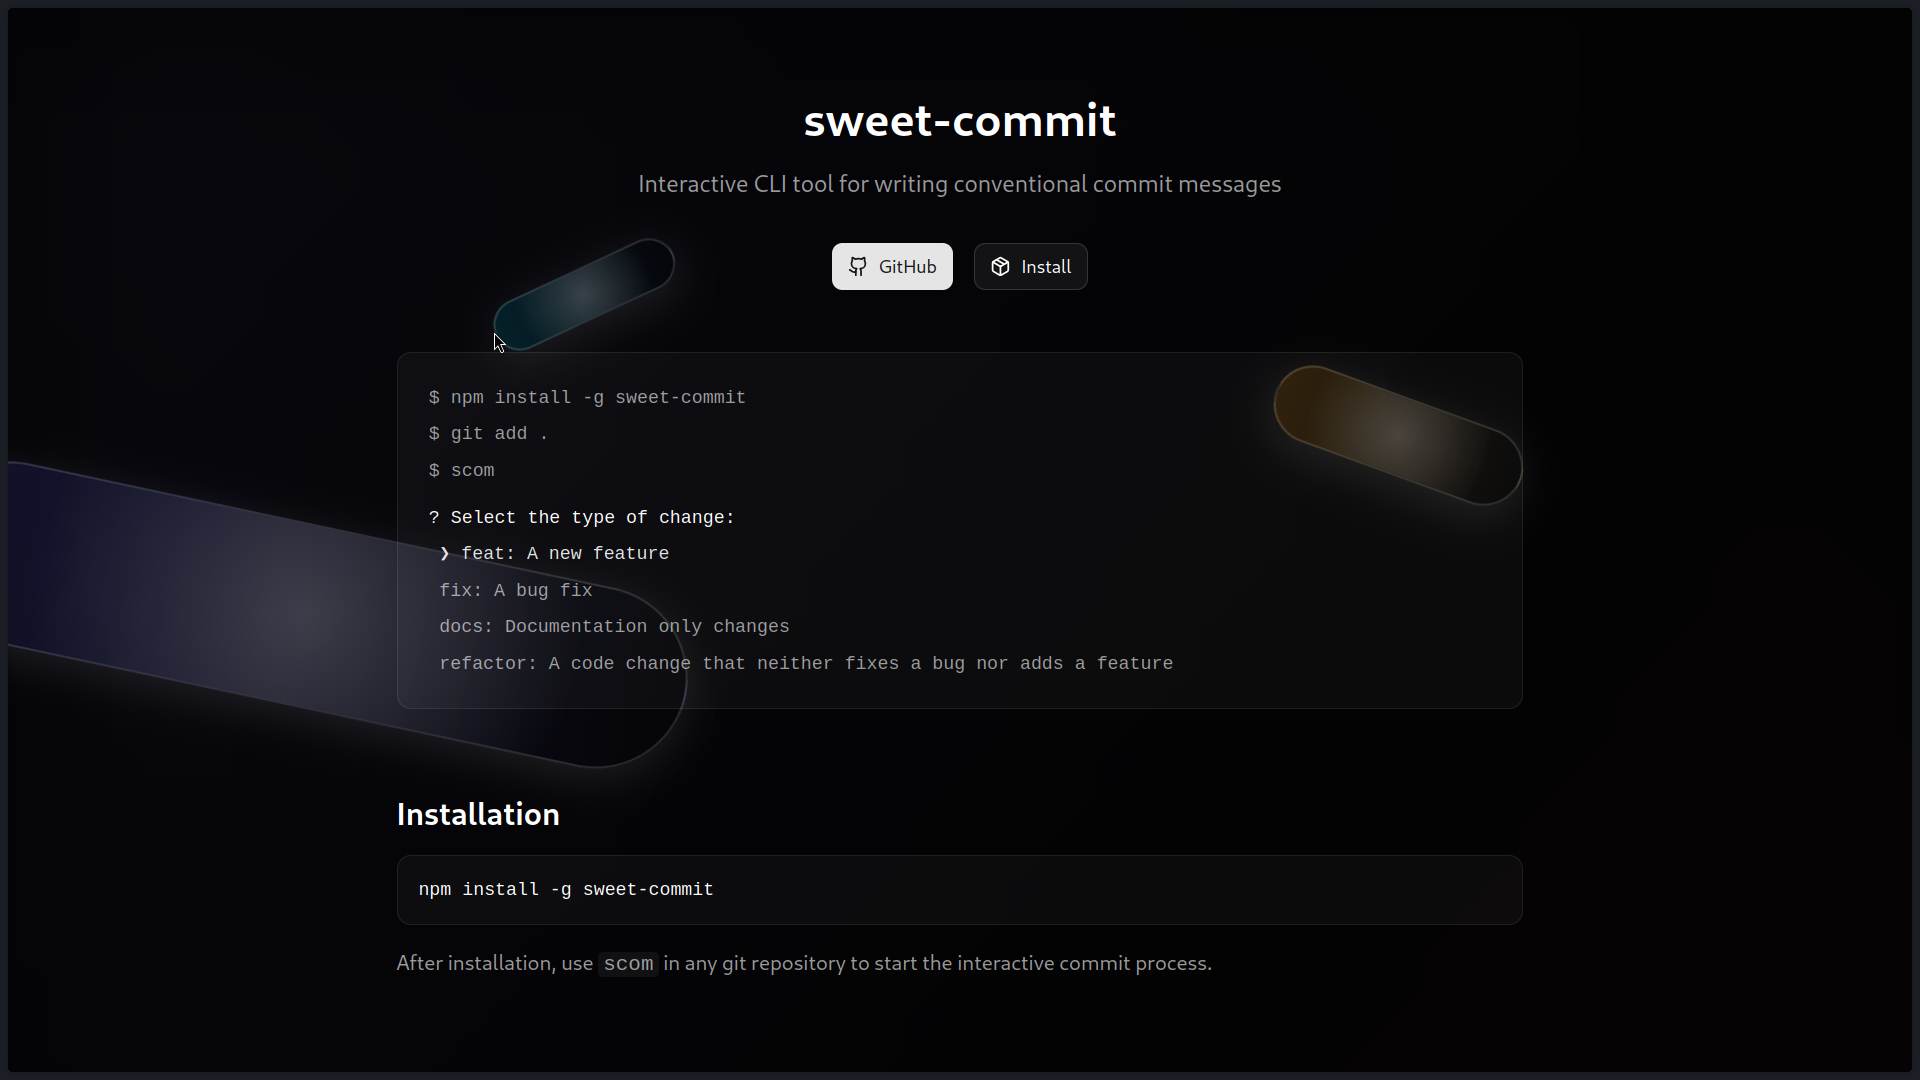 sweet-commit
Interactive CLI tool for writing conventional commit messages
GitHub
Install
$ npm install -g sweet-commit
$ git add .
$ scom
? Select the type of change:
❯ feat: A new feature
fix: A bug fix
docs: Documentation only changes
refactor: A code change that neither fixes a bug nor adds a feature
Installation
npm install -g sweet-commit
After installation, use scom in any git repository to start the interactive commit process.